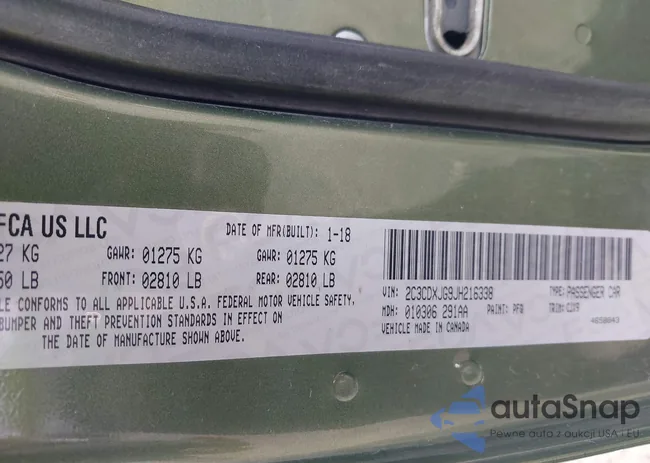 FCA US LLC
DATE OF MFR(BUILT): 1-18
27 KG GAWR: 01275 KG GAWR: 01275 KG
50 LB FRONT: 02810 LB REAR: 02810 LB
LE CONFORMS TO APPLICABLE U.S.A. FEDERAL MOTOR VEHICLE SAFETY,
BUMPER AND THEFT PREVENTION STANDARDS IN EFFECT ON
THE DATE OF MANUFACTURE SHOWN ABOVE.
VIN: 2C3CDXJG9JH216338 TYPE: PASSENGER CAR
MDH: 010306 291AA PAINT: PFB TRIM: C2X9
VEHICLE MADE IN CANADA
autaSnap
Pewne auta z aukcji USA i EU